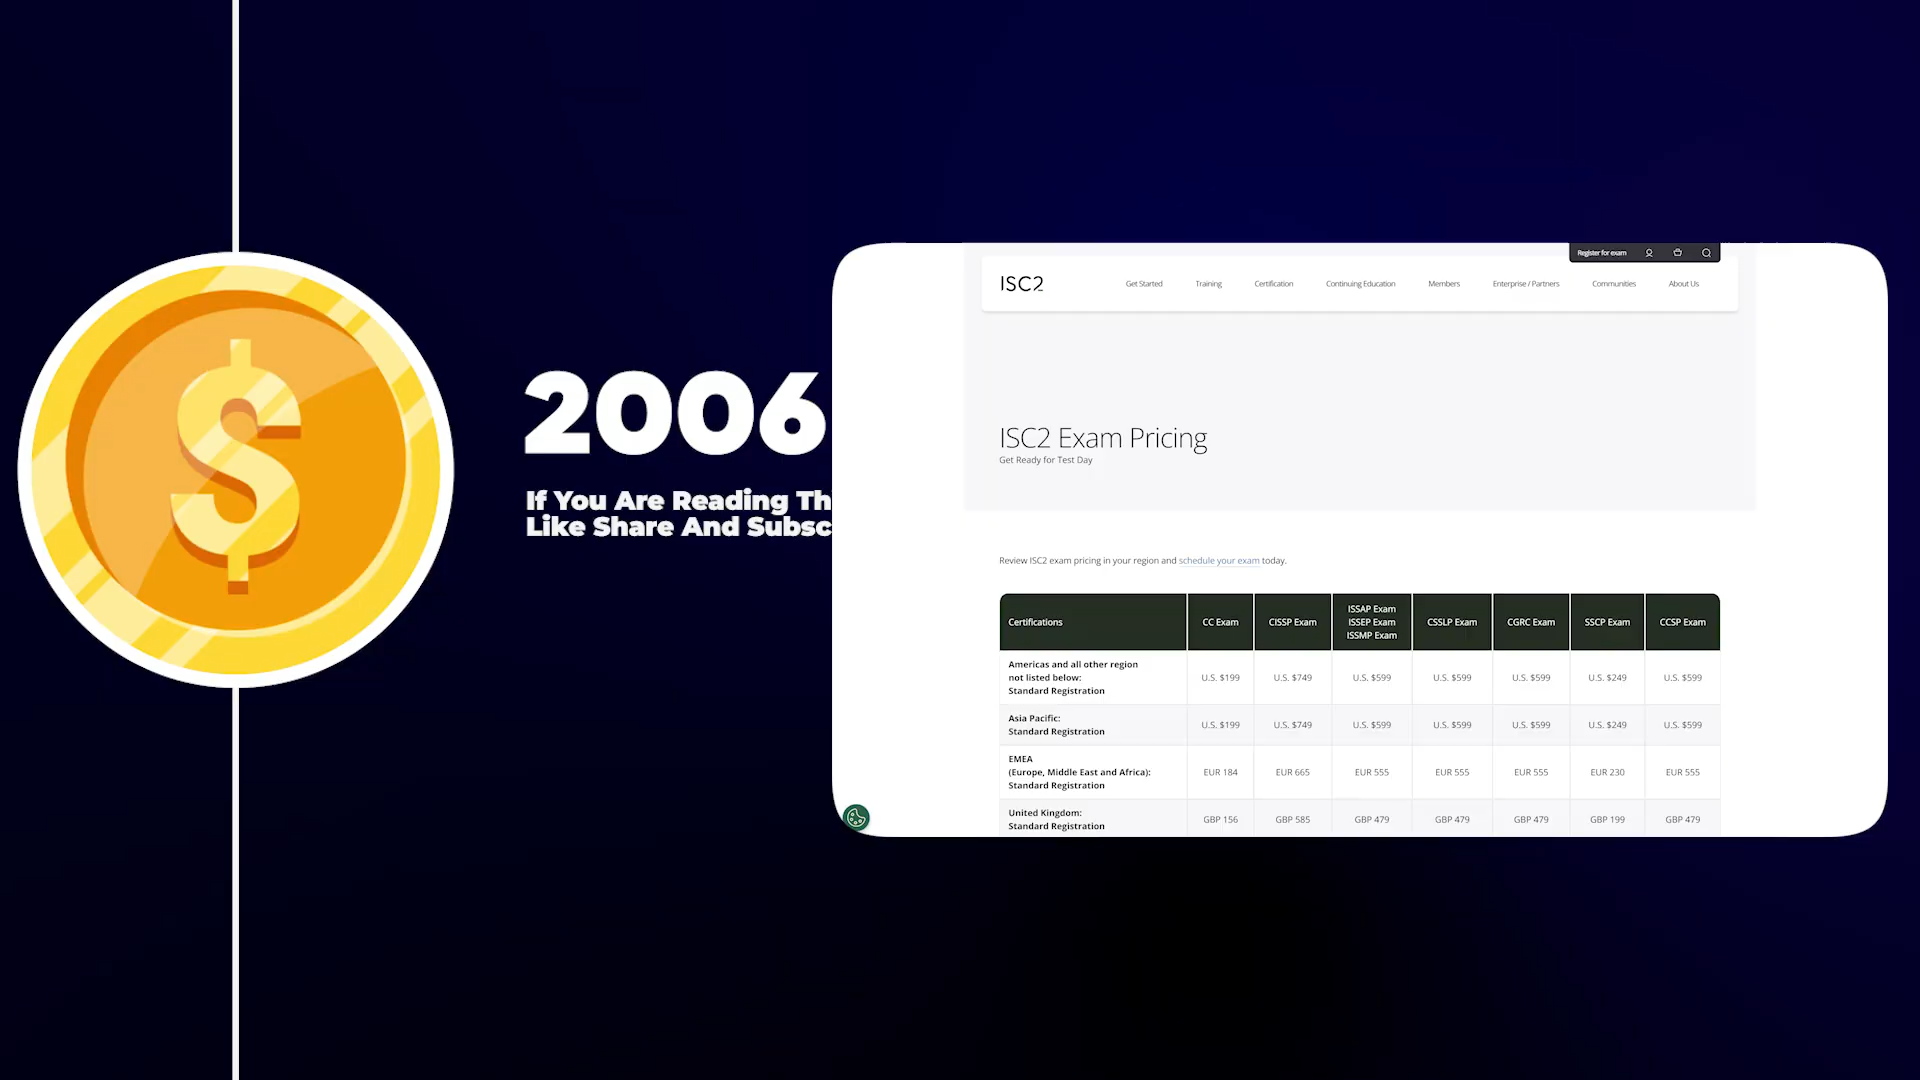 2006
If You Are Reading Th
Like Share And Subsc
Register for exam
ISC2
Get Started Training Certification Continuing Education Members Enterprise / Partners Communities About Us
ISC2 Exam Pricing
Get Ready for Test Day
Review ISC2 exam pricing in your region and schedule your exam today.
Certifications CC Exam CISSP Exam ISSAP Exam ISSEP Exam ISSMP Exam CSSLP Exam CGRC Exam SSCP Exam CCSP Exam
Americas and all other region
not listed below:
Standard Registration
U.S. $199 U.S. $749 U.S. $599 U.S. $599 U.S. $599 U.S. $249 U.S. $599
Asia Pacific:
Standard Registration
U.S. $199 U.S. $749 U.S. $599 U.S. $599 U.S. $599 U.S. $249 U.S. $599
EMEA
(Europe, Middle East and Africa):
Standard Registration
EUR 184 EUR 665 EUR 555 EUR 555 EUR 555 EUR 230 EUR 555
United Kingdom:
Standard Registration
GBP 156 GBP 585 GBP 479 GBP 479 GBP 479 GBP 199 GBP 479